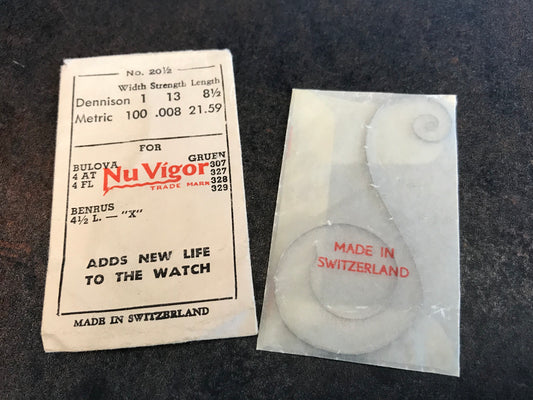 No. 20½
Width Strength Length
Dennison 1 13 8½
Metric 100 .008 21.59
FOR
BULOVA
4 AT
4 FL
NuVigor
TRADE MARK
GRUEN
307
327
328
329
BENRUS
4½ L. — "X"
ADDS NEW LIFE
TO THE WATCH
MADE IN SWITZERLAND
MADE IN
SWITZERLAND